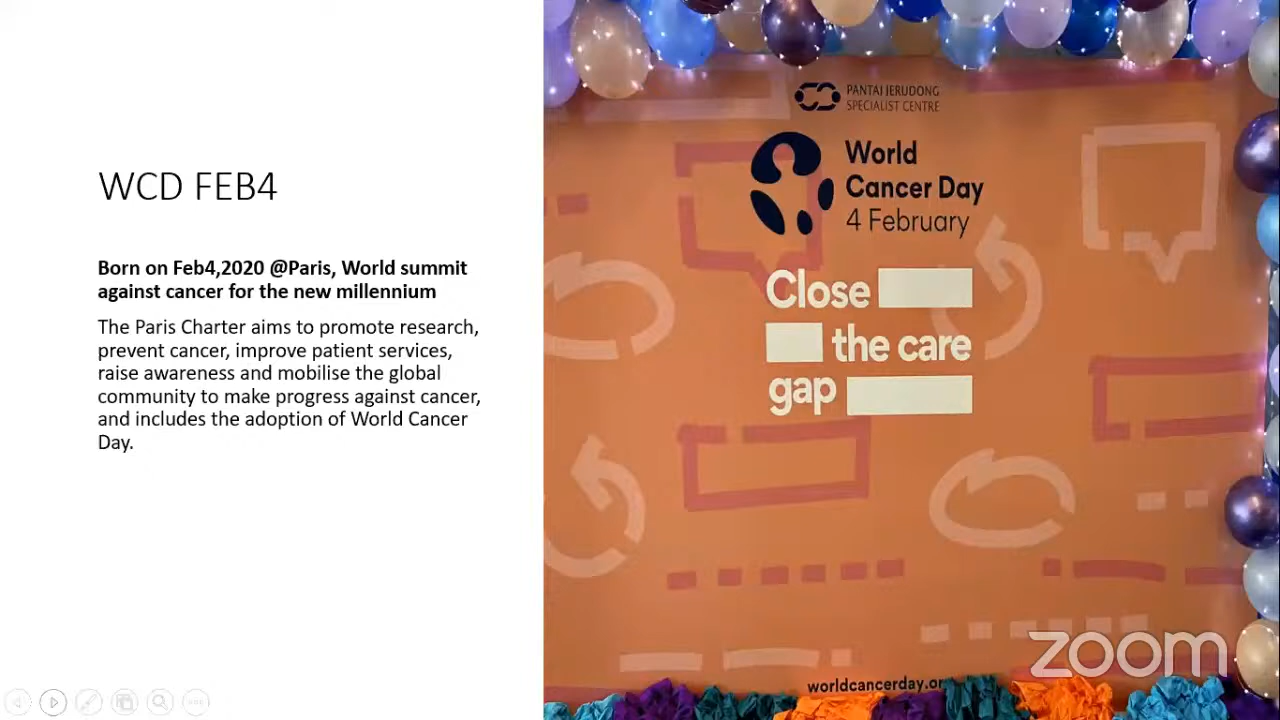 WCD FEB4
Born on Feb4,2020 @Paris, World summit
against cancer for the new millennium
The Paris Charter aims to promote research,
prevent cancer, improve patient services,
raise awareness and mobilise the global
community to make progress against cancer,
and includes the adoption of World Cancer
Day.
PANTAI JERUDONG
SPECIALIST CENTRE
World
Cancer Day
4 February
Close
the care
gap
worldcancerday.or
zoom